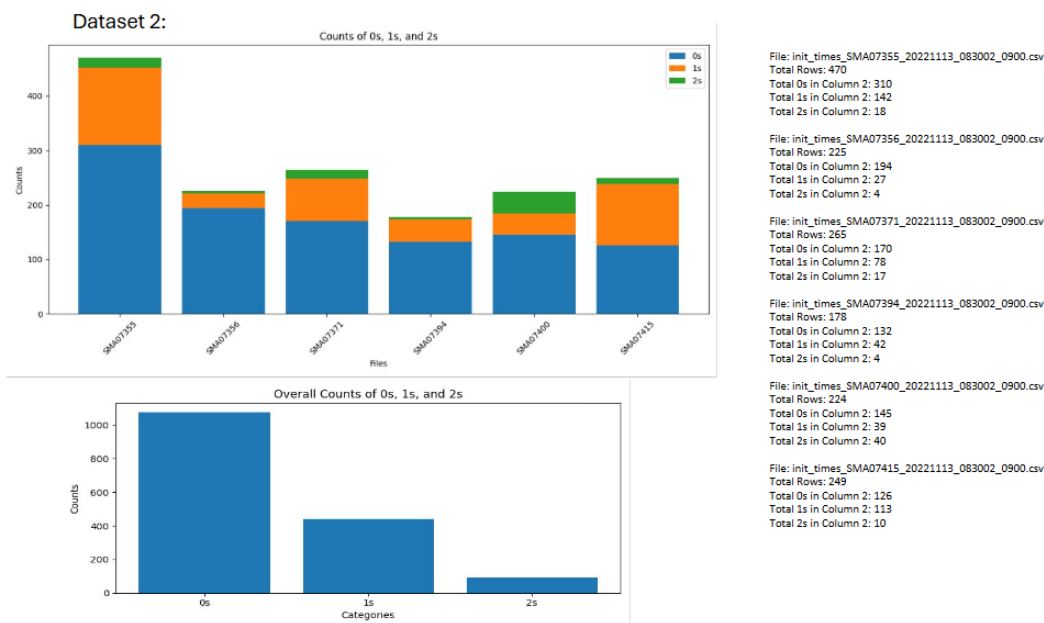 Dataset 2:
Counts of 0s, 1s, and 2s
0s
1s
2s
400
300
200
100
0
Counts
SMA07355
SMA07356
SMA07371
SMA07394
SMA07400
SMA07415
Files
Overall Counts of 0s, 1s, and 2s
1000
800
600
400
200
0
Counts
0s
1s
2s
Categories
File: init_times_SMA07355_20221113_083002_0900.csv
Total Rows: 470
Total 0s in Column 2: 310
Total 1s in Column 2: 142
Total 2s in Column 2: 18
File: init_times_SMA07356_20221113_083002_0900.csv
Total Rows: 225
Total 0s in Column 2: 194
Total 1s in Column 2: 27
Total 2s in Column 2: 4
File: init_times_SMA07371_20221113_083002_0900.csv
Total Rows: 265
Total 0s in Column 2: 170
Total 1s in Column 2: 78
Total 2s in Column 2: 17
File: init_times_SMA07394_20221113_083002_0900.csv
Total Rows: 178
Total 0s in Column 2: 132
Total 1s in Column 2: 42
Total 2s in Column 2: 4
File: init_times_SMA07400_20221113_083002_0900.csv
Total Rows: 224
Total 0s in Column 2: 145
Total 1s in Column 2: 39
Total 2s in Column 2: 40
File: init_times_SMA07415_20221113_083002_0900.csv
Total Rows: 249
Total 0s in Column 2: 126
Total 1s in Column 2: 113
Total 2s in Column 2: 10